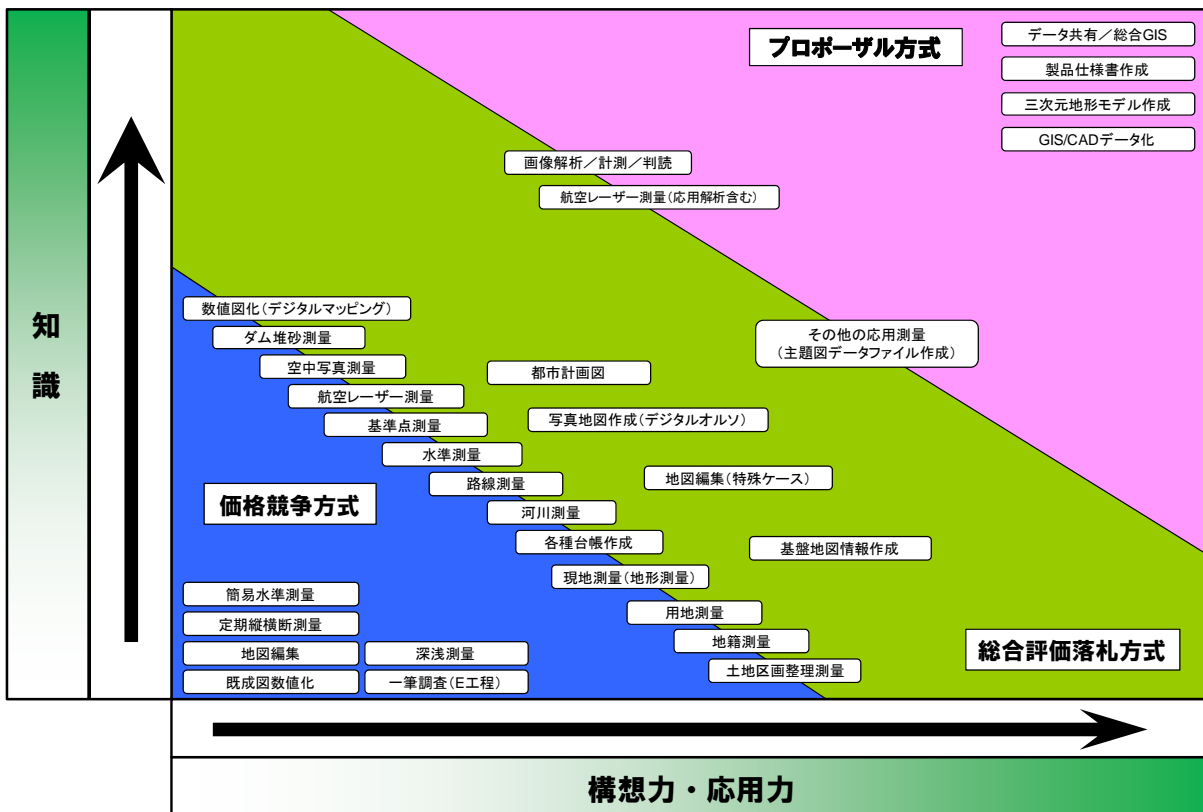 プロポーザル方式
データ共有／総合GIS
製品仕様書作成
三次元地形モデル作成
GIS/CADデータ化
画像解析／計測／判読
航空レーザー測量（応用解析含む）
数値図化（デジタルマッピング）
ダム堆砂測量
空中写真測量
航空レーザー測量
基準点測量
水準測量
路線測量
河川測量
各種台帳作成
現地測量（地形測量）
用地測量
地籍測量
土地区画整理測量
その他の応用測量
（主題図データファイル作成）
都市計画図
写真地図作成（デジタルオルソ）
地図編集（特殊ケース）
基盤地図情報作成
価格競争方式
簡易水準測量
定期縦横断測量
地図編集
既成図数値化
深浅測量
一筆調査（E工程）
総合評価落札方式
知
識
構想力・応用力